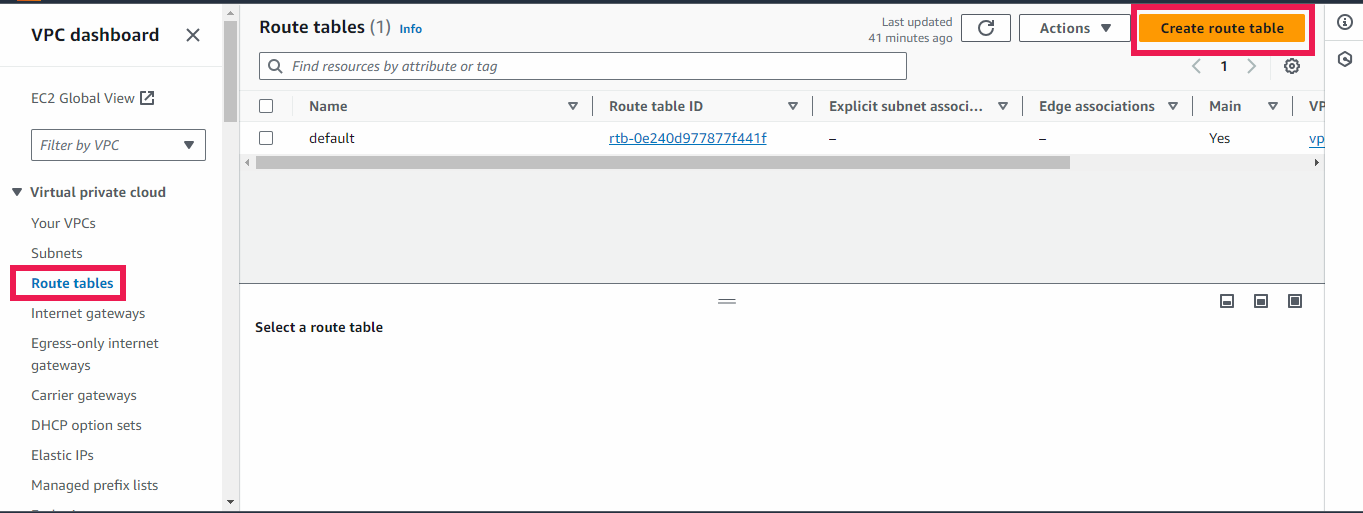 VPC dashboard
EC2 Global View
Filter by VPC
Virtual private cloud
Your VPCs
Subnets
Route tables
Internet gateways
Egress-only internet
gateways
Carrier gateways
DHCP option sets
Elastic IPs
Managed prefix lists
Route tables (1) Info
Last updated
41 minutes ago
Actions
Create route table
Find resources by attribute or tag
1
Name Route table ID Explicit subnet associ... Edge associations Main VP
default rtb-0e240d977877f441f – – Yes vp
Select a route table